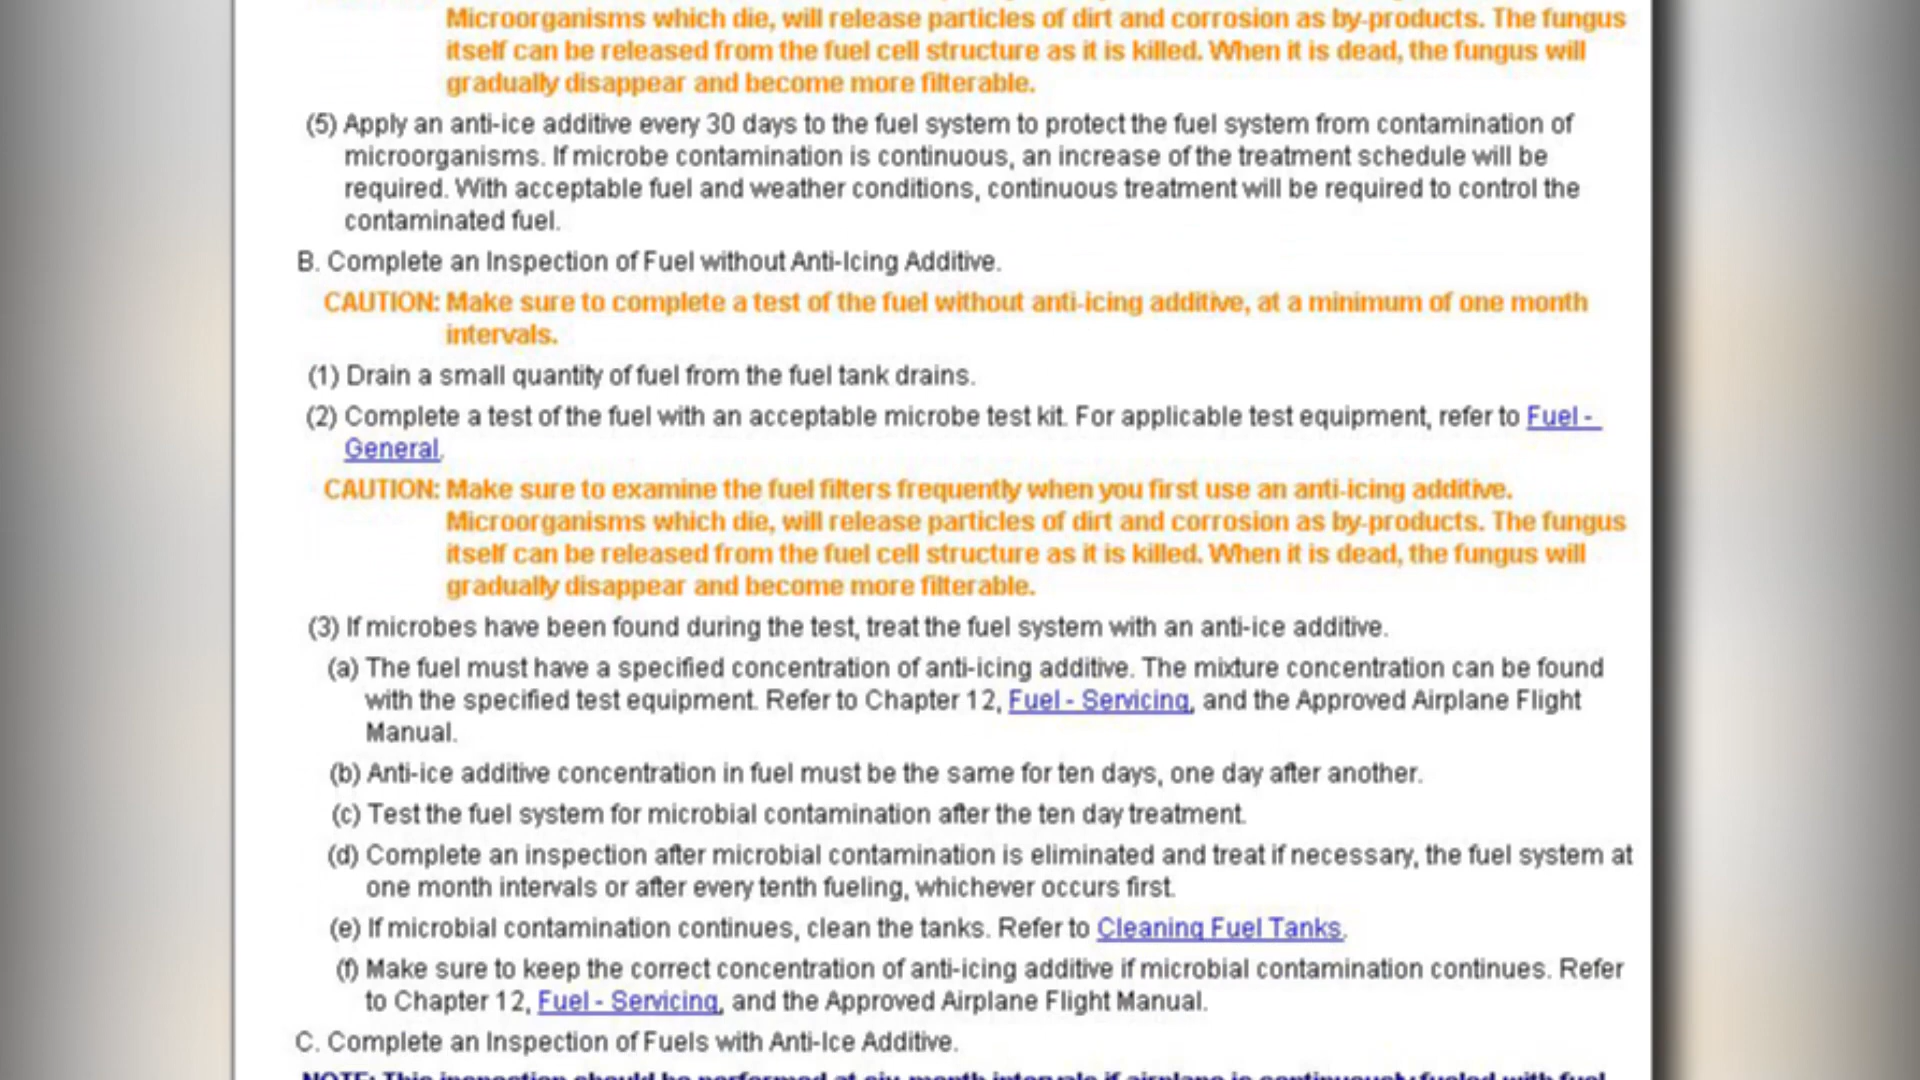 Microorganisms which die, will release particles of dirt and corrosion as by-products. The fungus
itself can be released from the fuel cell structure as it is killed. When it is dead, the fungus will
gradually disappear and become more filterable.
(5) Apply an anti-ice additive every 30 days to the fuel system to protect the fuel system from contamination of
microorganisms. If microbe contamination is continuous, an increase of the treatment schedule will be
required. With acceptable fuel and weather conditions, continuous treatment will be required to control the
contaminated fuel.
B. Complete an Inspection of Fuel without Anti-Icing Additive.
CAUTION: Make sure to complete a test of the fuel without anti-icing additive, at a minimum of one month
intervals.
(1) Drain a small quantity of fuel from the fuel tank drains.
(2) Complete a test of the fuel with an acceptable microbe test kit. For applicable test equipment, refer to Fuel -
General.
CAUTION: Make sure to examine the fuel filters frequently when you first use an anti-icing additive.
Microorganisms which die, will release particles of dirt and corrosion as by-products. The fungus
itself can be released from the fuel cell structure as it is killed. When it is dead, the fungus will
gradually disappear and become more filterable.
(3) If microbes have been found during the test, treat the fuel system with an anti-ice additive.
(a) The fuel must have a specified concentration of anti-icing additive. The mixture concentration can be found
with the specified test equipment. Refer to Chapter 12, Fuel - Servicing, and the Approved Airplane Flight
Manual.
(b) Anti-ice additive concentration in fuel must be the same for ten days, one day after another.
(c) Test the fuel system for microbial contamination after the ten day treatment.
(d) Complete an inspection after microbial contamination is eliminated and treat if necessary, the fuel system at
one month intervals or after every tenth fueling, whichever occurs first.
(e) If microbial contamination continues, clean the tanks. Refer to Cleaning Fuel Tanks.
(f) Make sure to keep the correct concentration of anti-icing additive if microbial contamination continues. Refer
to Chapter 12, Fuel - Servicing, and the Approved Airplane Flight Manual.
C. Complete an Inspection of Fuels with Anti-Ice Additive.
NOTE: This inspection should be performed at six month intervals if airplane is continuously fueled with fuel